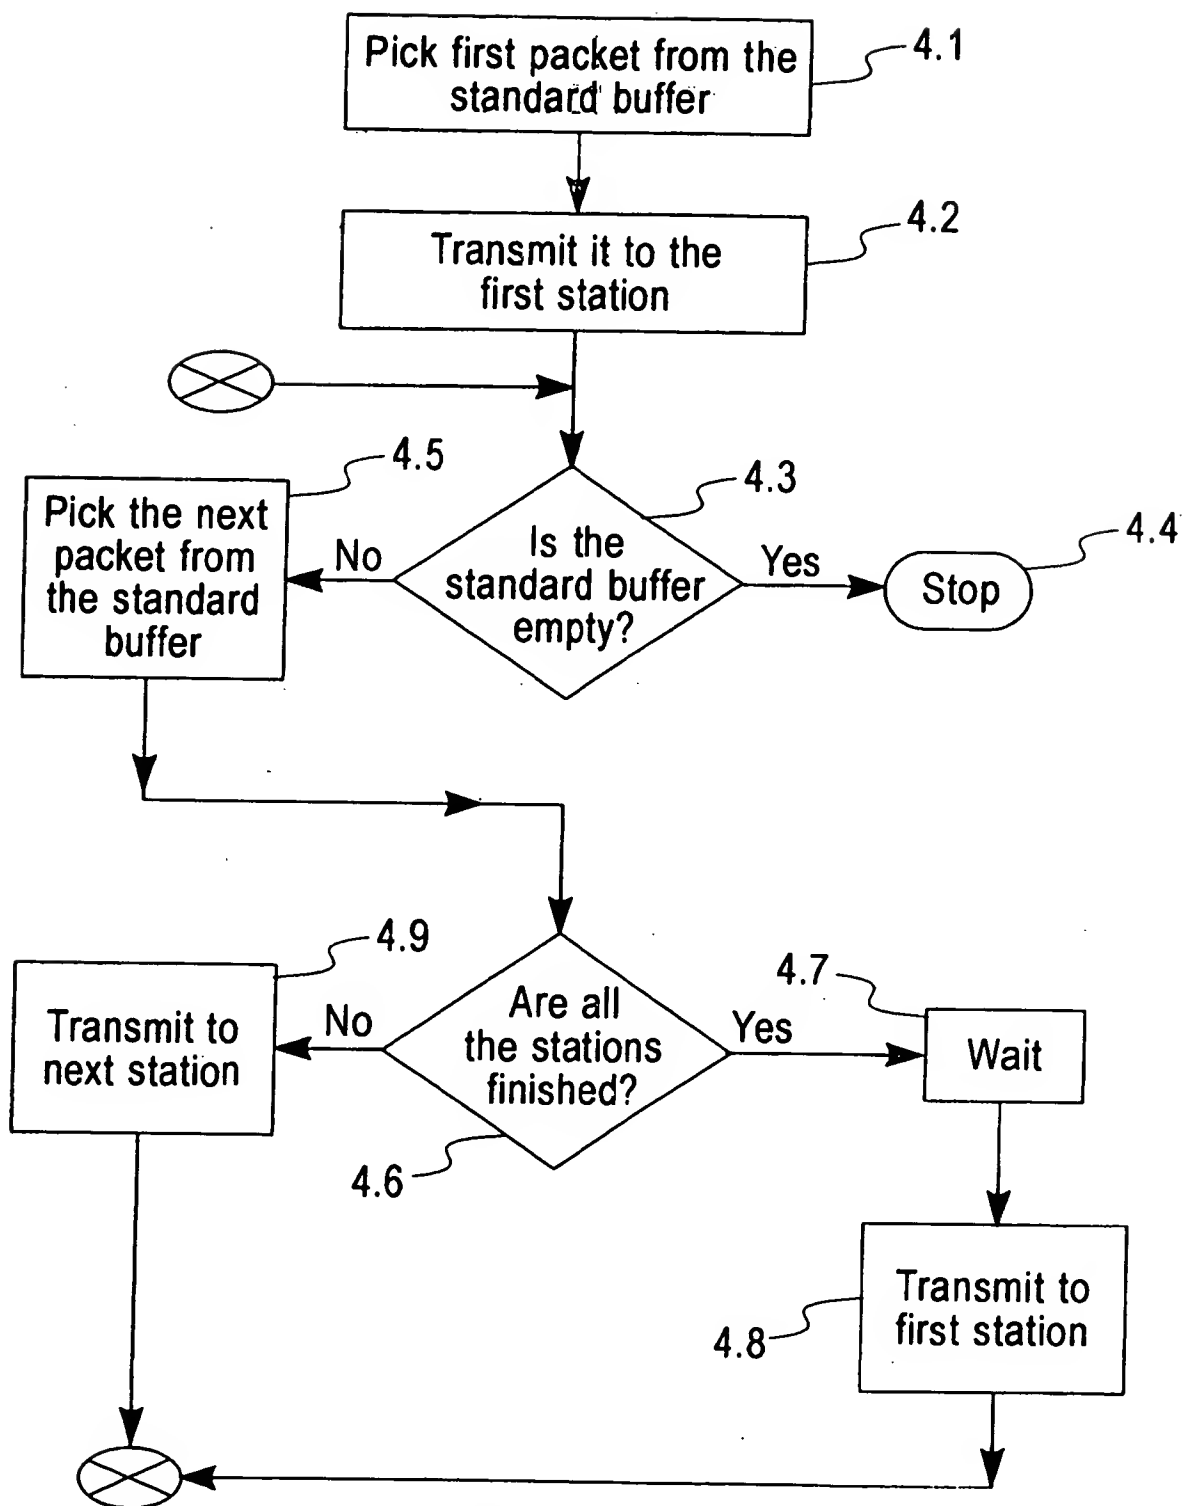 Pick first packet from the
standard buffer
4.1
Transmit it to the
first station
4.2
4.5
Pick the next
packet from
the standard
buffer
No
4.3
Is the
standard buffer
empty?
Yes
4.4
Stop
4.9
Transmit to
next station
No
Are all
the stations
finished?
4.6
Yes
4.7
Wait
Transmit to
first station
4.8